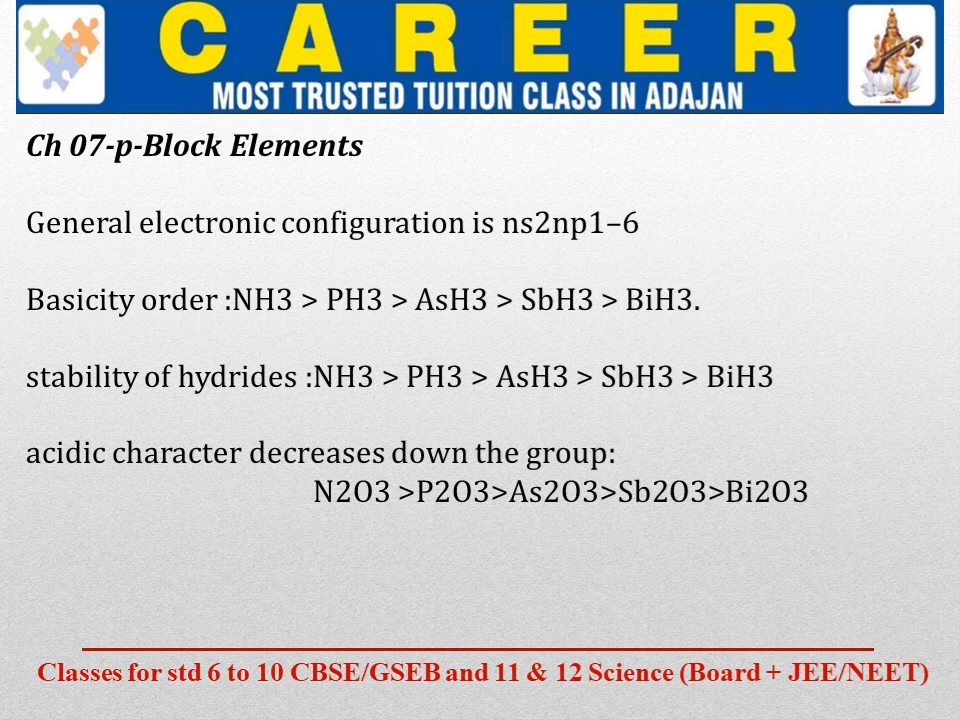 CAREER
MOST TRUSTED TUITION CLASS IN ADAJAN
Ch 07-p-Block Elements
General electronic configuration is ns2np1–6
Basicity order :NH3 > PH3 > AsH3 > SbH3 > BiH3.
stability of hydrides :NH3 > PH3 > AsH3 > SbH3 > BiH3
acidic character decreases down the group:
N2O3 >P2O3>As2O3>Sb2O3>Bi2O3
Classes for std 6 to 10 CBSE/GSEB and 11 & 12 Science (Board + JEE/NEET)